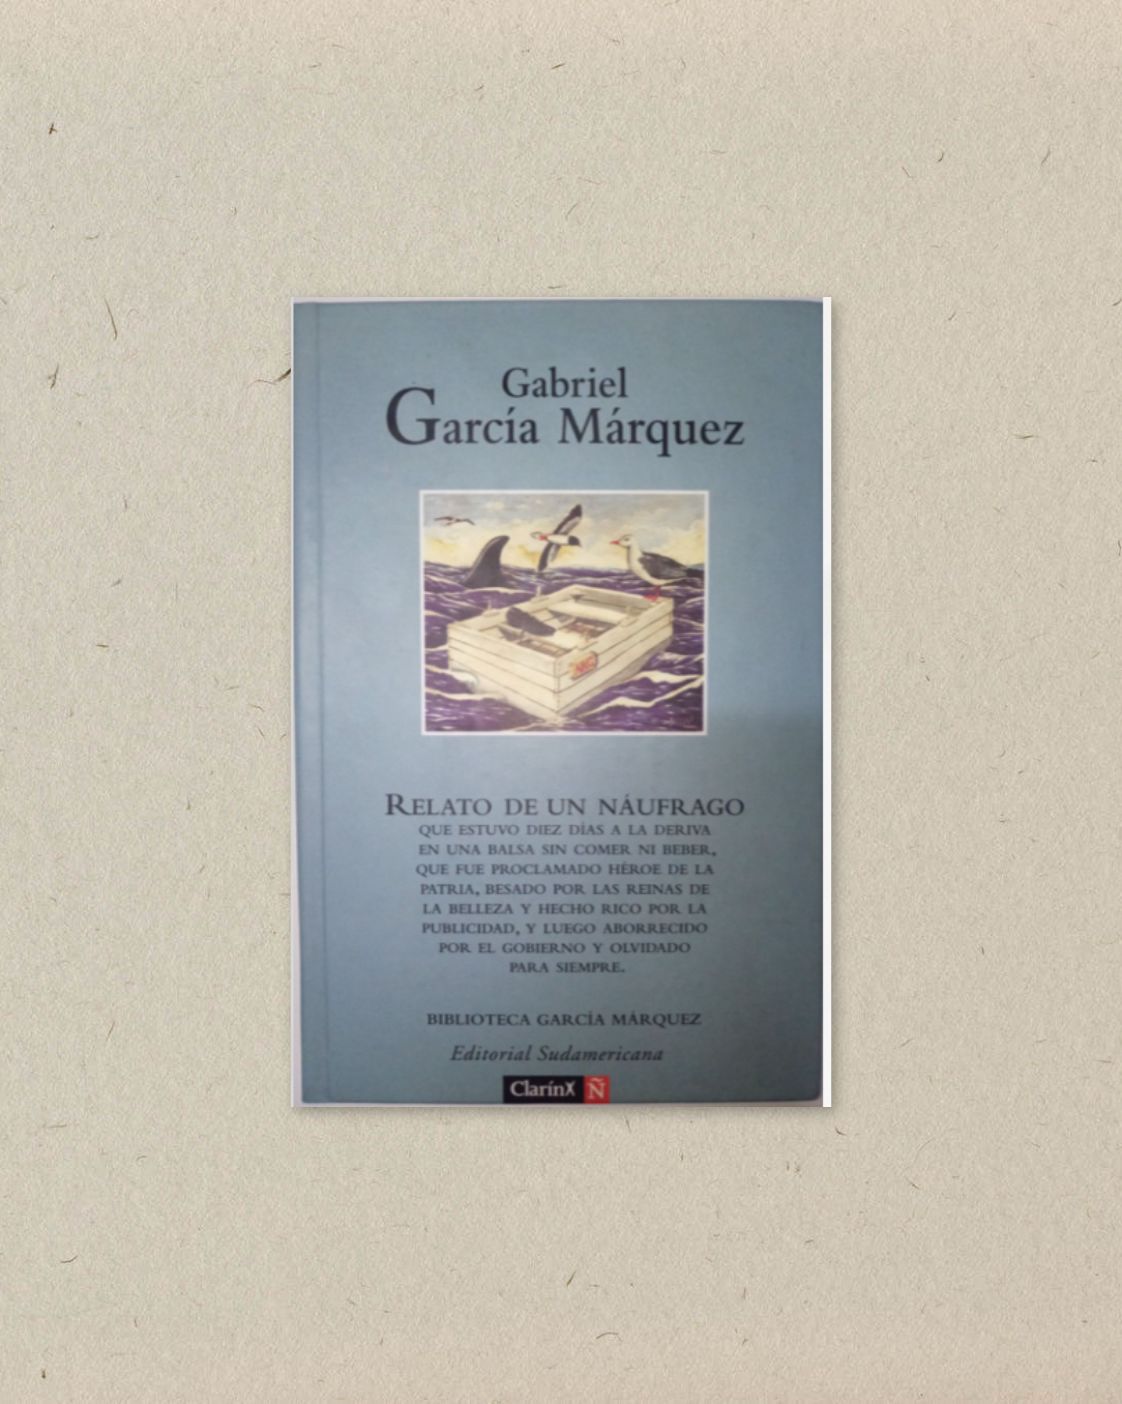 Gabriel
García Márquez
RELATO DE UN NÁUFRAGO
QUE ESTUVO DIEZ DÍAS A LA DERIVA
EN UNA BALSA SIN COMER NI BEBER,
QUE FUE PROCLAMADO HÉROE DE LA
PATRIA, BESADO POR LAS REINAS DE
LA BELLEZA Y HECHO RICO POR LA
PUBLICIDAD, Y LUEGO ABORRECIDO
POR EL GOBIERNO Y OLVIDADO
PARA SIEMPRE.
BIBLIOTECA GARCÍA MÁRQUEZ
Editorial Sudamericana
Clarín Ñ